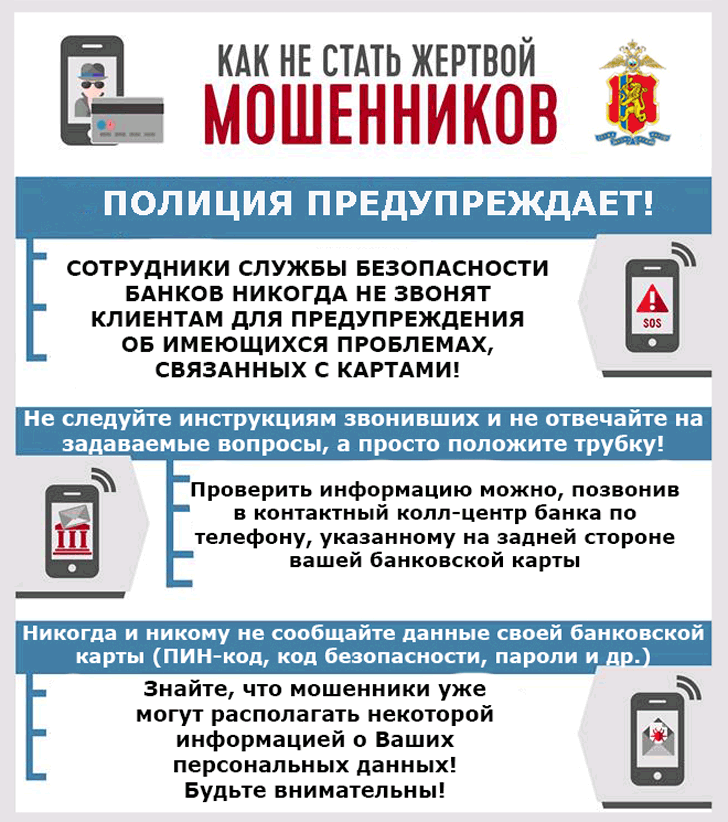 КАК НЕ СТАТЬ ЖЕРТВОЙ
МОШЕННИКОВ
ПОЛИЦИЯ ПРЕДУПРЕЖДАЕТ!
СОТРУДНИКИ СЛУЖБЫ БЕЗОПАСНОСТИ
БАНКОВ НИКОГДА НЕ ЗВОНЯТ
КЛИЕНТАМ ДЛЯ ПРЕДУПРЕЖДЕНИЯ
ОБ ИМЕЮЩИХСЯ ПРОБЛЕМАХ,
СВЯЗАННЫХ С КАРТАМИ!
SOS
Не следуйте инструкциям звонивших и не отвечайте на
задаваемые вопросы, а просто положите трубку!
Проверить информацию можно, позвонив
в контактный колл-центр банка по
телефону, указанному на задней стороне
вашей банковской карты
Никогда и никому не сообщайте данные своей банковской
карты (ПИН-код, код безопасности, пароли и др.)
Знайте, что мошенники уже
могут располагать некоторой
информацией о Ваших
персональных данных!
Будьте внимательны!